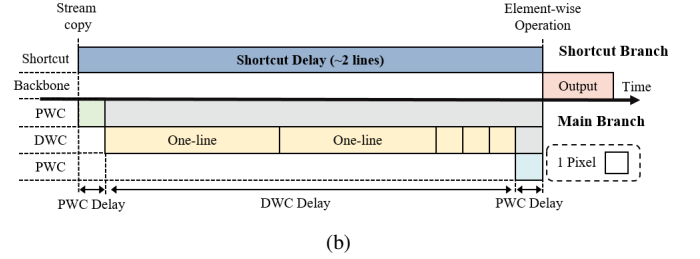 Stream
copy
Element-wise
Operation
Shortcut
Shortcut Delay (~2 lines)
Shortcut Branch
Backbone
Output
Time
PWC
Main Branch
DWC
One-line
One-line
PWC
1 Pixel
PWC Delay
DWC Delay
PWC Delay
(b)